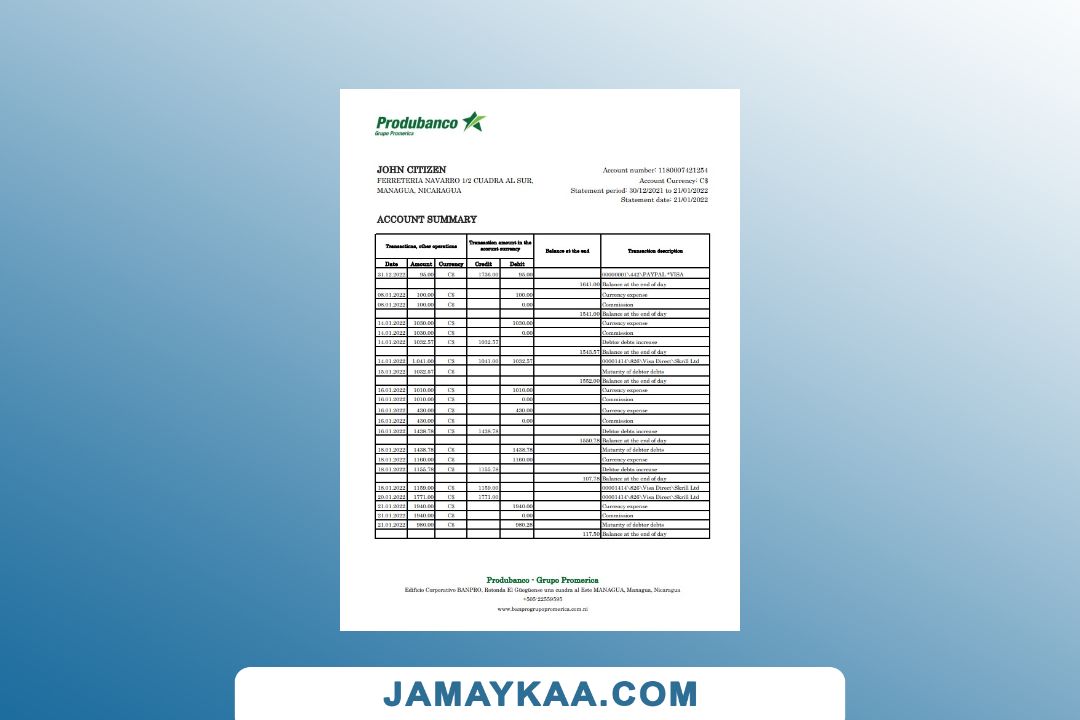 Produbanco
Grupo Promerica
JOHN CITIZEN
FERRETERIA NAVARRO 1/2 CUADRA AL SUR,
MANAGUA, NICARAGUA
Account number: 1180007421254
Account Currency: C$
Statement period: 30/12/2021 to 21/01/2022
Statement date: 21/01/2022
ACCOUNT SUMMARY
Transactions, other operations Transaction amount in the account currency Balance at the end Transaction description
Date Amount Currency Credit Debit
31.12.2022 95.00 C$ 1736.00 95.00 00000001\442\PAYPAL *VISA
1641.00 Balance at the end of day
08.01.2022 100.00 C$ 100.00 Currency expense
08.01.2022 100.00 C$ 0.00 Commission
1541.00 Balance at the end of day
14.01.2022 1030.00 C$ 1030.00 Currency expense
14.01.2022 1030.00 C$ 0.00 Commission
14.01.2022 1032.57 C$ 1032.57 Debtor debts increase
1543.57 Balance at the end of day
14.01.2022 1.041.00 C$ 1041.00 1032.57 00001414\826\Visa Direct\Skrill Ltd
15.01.2022 1032.57 C$ Maturity of debtor debts
1552.00 Balance at the end of day
16.01.2022 1010.00 C$ 1010.00 Currency expense
16.01.2022 1010.00 C$ 0.00 Commission
16.01.2022 430.00 C$ 430.00 Currency expense
16.01.2022 430.00 C$ 0.00 Commission
16.01.2022 1438.78 C$ 1438.78 Debtor debts increase
1550.78 Balance at the end of day
18.01.2022 1438.78 C$ 1438.78 Maturity of debtor debts
18.01.2022 1160.00 C$ 1160.00 Currency expense
18.01.2022 1155.78 C$ 1155.78 Debtor debts increase
107.78 Balance at the end of day
18.01.2022 1159.00 C$ 1159.00 00001414\826\Visa Direct\Skrill Ltd
20.01.2022 1771.00 C$ 1771.00 00001414\826\Visa Direct\Skrill Ltd
21.01.2022 1940.00 C$ 1940.00 Currency expense
21.01.2022 1940.00 C$ 0.00 Commission
21.01.2022 980.00 C$ 980.28 Maturity of debtor debts
117.50 Balance at the end of day
Produbanco - Grupo Promerica
Edificio Corporativo BANPRO, Rotonda El Güegüense una cuadra al Este MANAGUA, Managua, Nicaragua
+505 22559595
www.banprogrupopromerica.com.ni
JAMAYKAA.COM